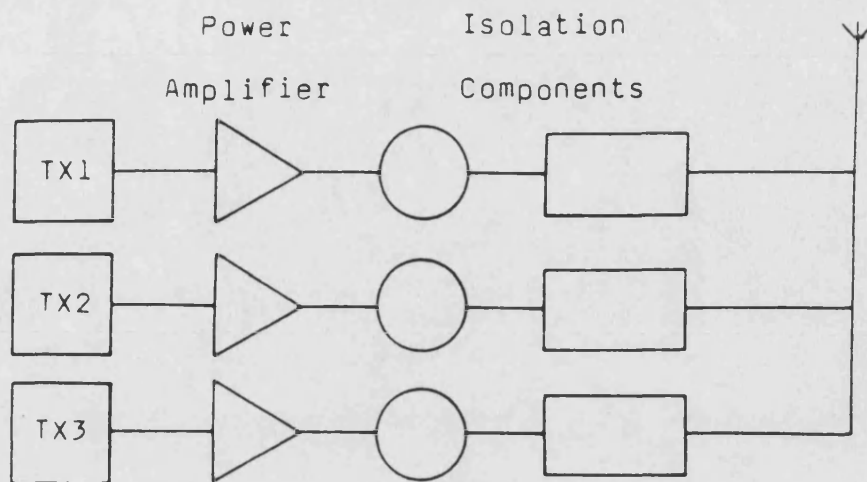 Power Isolation
Amplifier Components
TX1
TX2
TX3